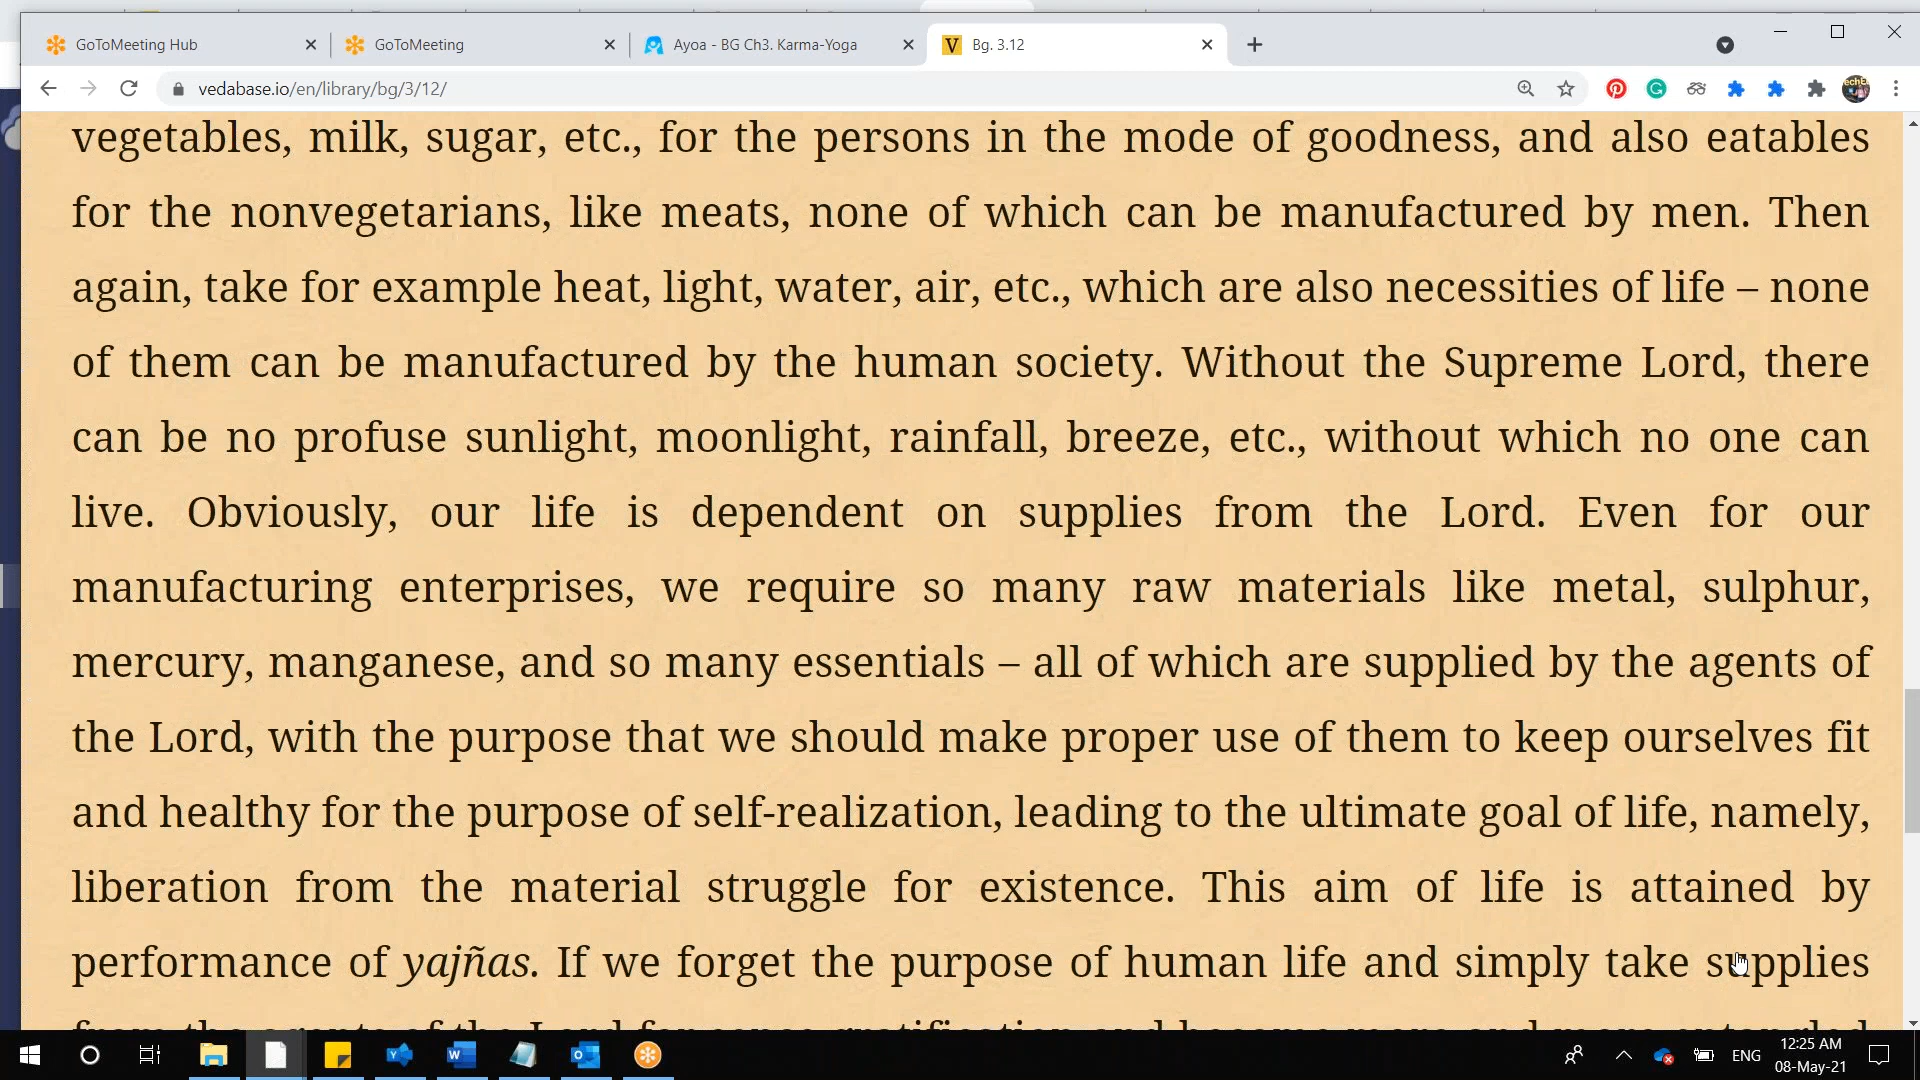 GoToMeeting Hub
GoToMeeting
Ayoa - BG Ch3. Karma-Yoga
Bg. 3.12
vedabase.io/en/library/bg/3/12/
vegetables, milk, sugar, etc., for the persons in the mode of goodness, and also eatables
for the nonvegetarians, like meats, none of which can be manufactured by men. Then
again, take for example heat, light, water, air, etc., which are also necessities of life – none
of them can be manufactured by the human society. Without the Supreme Lord, there
can be no profuse sunlight, moonlight, rainfall, breeze, etc., without which no one can
live. Obviously, our life is dependent on supplies from the Lord. Even for our
manufacturing enterprises, we require so many raw materials like metal, sulphur,
mercury, manganese, and so many essentials – all of which are supplied by the agents of
the Lord, with the purpose that we should make proper use of them to keep ourselves fit
and healthy for the purpose of self-realization, leading to the ultimate goal of life, namely,
liberation from the material struggle for existence. This aim of life is attained by
performance of yajñas. If we forget the purpose of human life and simply take supplies
ENG
12:25 AM
08-May-21